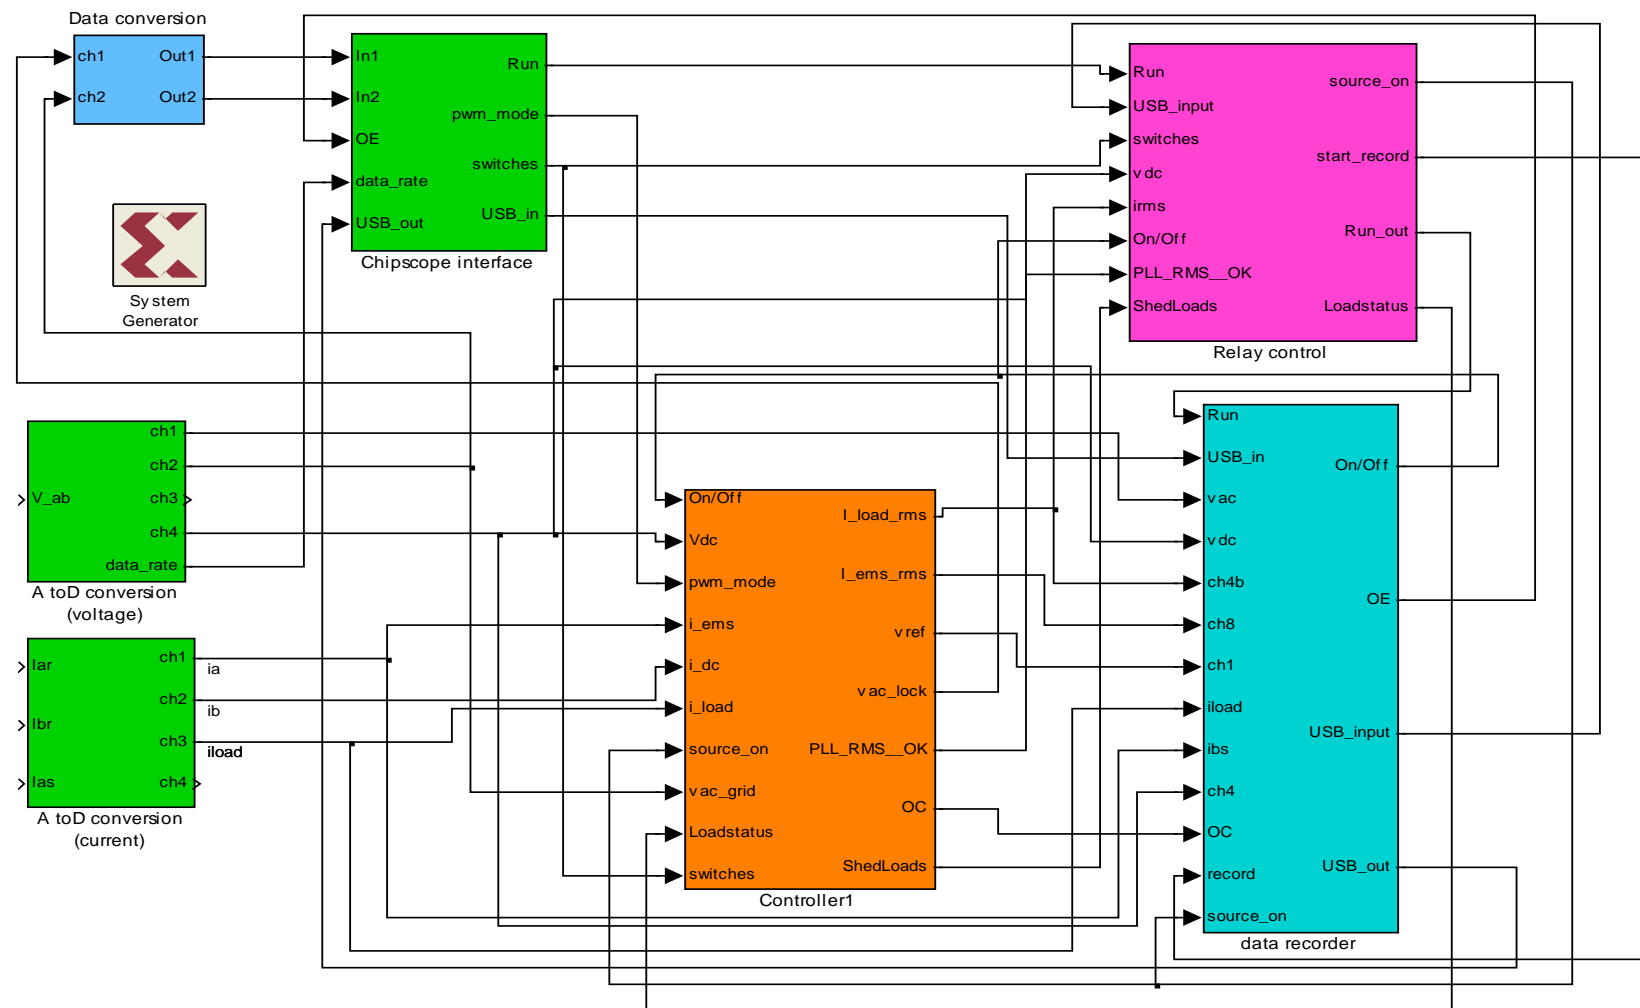 Data conversion
ch1
ch2
Out1
Out2
In1
In2
OE
data_rate
USB_out
Run
pwm_mode
switches
USB_in
Chipscope interface
System
Generator
Run
USB_input
switches
vdc
irms
On/Off
PLL_RMS__OK
ShedLoads
source_on
start_record
Run_out
Loadstatus
Relay control
V_ab
ch1
ch2
ch3
ch4
data_rate
A toD conversion
(voltage)
Iar
Ibr
Ias
ch1
ch2
ch3
ch4
ia
ib
iload
A toD conversion
(current)
On/Off
Vdc
pwm_mode
i_ems
i_dc
i_load
source_on
vac_grid
Loadstatus
switches
I_load_rms
I_ems_rms
vref
vac_lock
PLL_RMS__OK
OC
ShedLoads
Controller1
Run
USB_in
vac
vdc
ch4b
ch8
ch1
iload
ibs
ch4
OC
record
source_on
On/Off
OE
USB_input
USB_out
data recorder